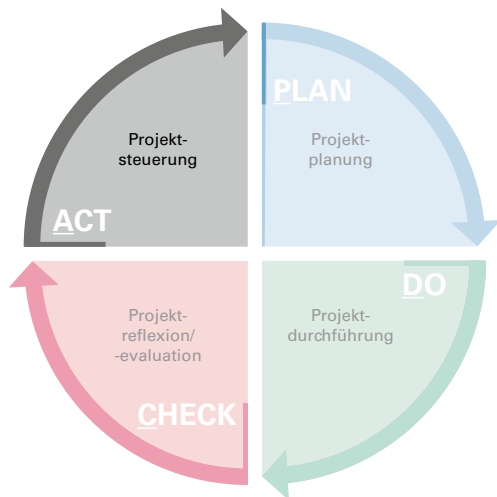 PLAN
Projekt-
planung
DO
Projekt-
durchführung
CHECK
Projekt-
reflexion/
-evaluation
ACT
Projekt-
steuerung